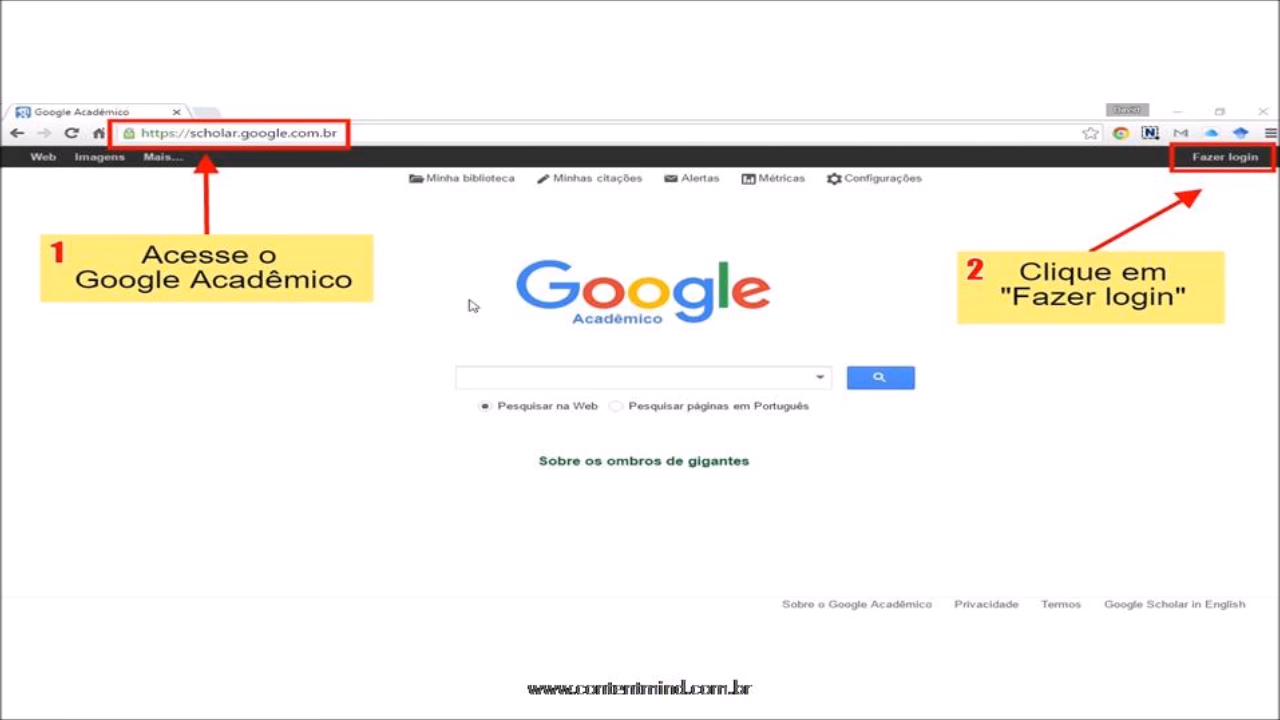 Google Acadêmico
David
https://scholar.google.com.br
Web Imagens Mais...
Fazer login
Minha biblioteca Minhas citações Alertas Métricas Configurações
1 Acesse o
Google Acadêmico
2 Clique em
"Fazer login"
Google
Acadêmico
Pesquisar na Web Pesquisar páginas em Português
Sobre os ombros de gigantes
Sobre o Google Acadêmico Privacidade Termos Google Scholar in English
www.contentmind.com.br